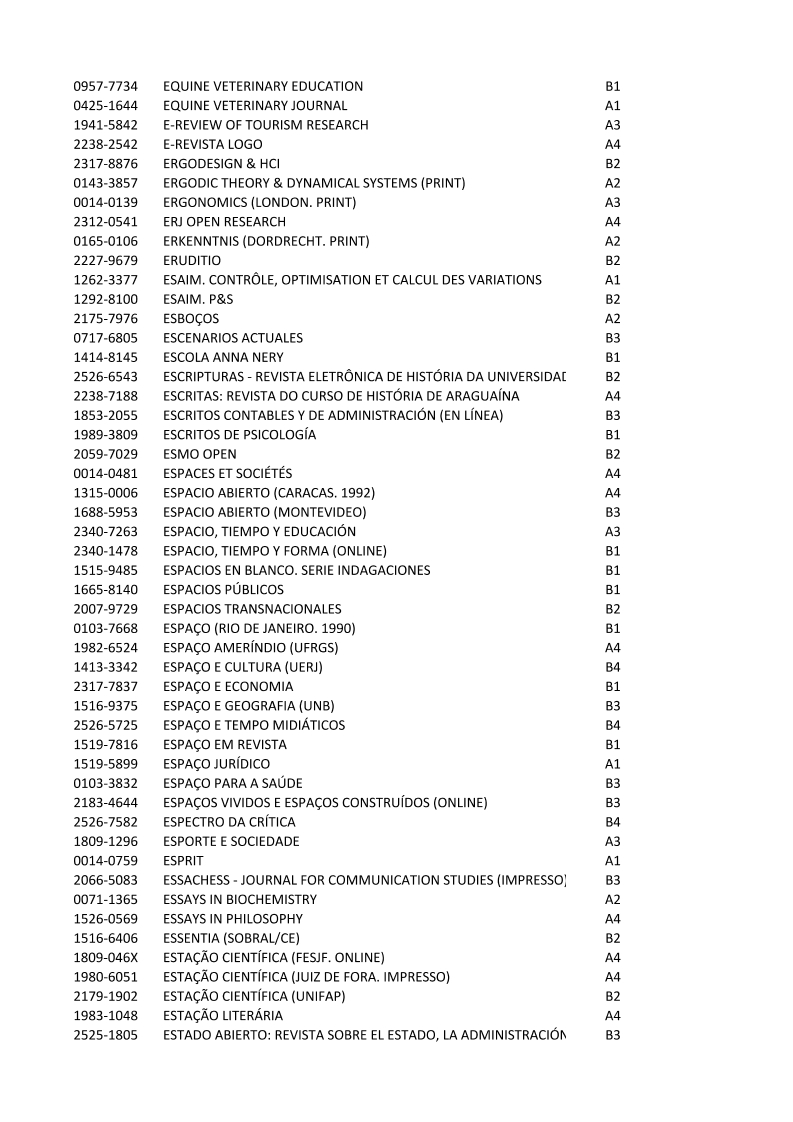 0957-7734 EQUINE VETERINARY EDUCATION B1
0425-1644 EQUINE VETERINARY JOURNAL A1
1941-5842 E-REVIEW OF TOURISM RESEARCH A3
2238-2542 E-REVISTA LOGO A4
2317-8876 ERGODESIGN & HCI B2
0143-3857 ERGODIC THEORY & DYNAMICAL SYSTEMS (PRINT) A2
0014-0139 ERGONOMICS (LONDON. PRINT) A3
2312-0541 ERJ OPEN RESEARCH A4
0165-0106 ERKENNTNIS (DORDRECHT. PRINT) A2
2227-9679 ERUDITIO B2
1262-3377 ESAIM. CONTRÔLE, OPTIMISATION ET CALCUL DES VARIATIONS A1
1292-8100 ESAIM. P&S B2
2175-7976 ESBOÇOS A2
0717-6805 ESCENARIOS ACTUALES B3
1414-8145 ESCOLA ANNA NERY B1
2526-6543 ESCRIPTURAS - REVISTA ELETRÔNICA DE HISTÓRIA DA UNIVERSIDAD B2
2238-7188 ESCRITAS: REVISTA DO CURSO DE HISTÓRIA DE ARAGUAÍNA A4
1853-2055 ESCRITOS CONTABLES Y DE ADMINISTRACIÓN (EN LÍNEA) B3
1989-3809 ESCRITOS DE PSICOLOGÍA B1
2059-7029 ESMO OPEN B2
0014-0481 ESPACES ET SOCIÉTÉS A4
1315-0006 ESPACIO ABIERTO (CARACAS. 1992) A4
1688-5953 ESPACIO ABIERTO (MONTEVIDEO) B3
2340-7263 ESPACIO, TIEMPO Y EDUCACIÓN A3
2340-1478 ESPACIO, TIEMPO Y FORMA (ONLINE) B1
1515-9485 ESPACIOS EN BLANCO. SERIE INDAGACIONES B1
1665-8140 ESPACIOS PÚBLICOS B1
2007-9729 ESPACIOS TRANSNACIONALES B2
0103-7668 ESPAÇO (RIO DE JANEIRO. 1990) B1
1982-6524 ESPAÇO AMERÍNDIO (UFRGS) A4
1413-3342 ESPAÇO E CULTURA (UERJ) B4
2317-7837 ESPAÇO E ECONOMIA B1
1516-9375 ESPAÇO E GEOGRAFIA (UNB) B3
2526-5725 ESPAÇO E TEMPO MIDIÁTICOS B4
1519-7816 ESPAÇO EM REVISTA B1
1519-5899 ESPAÇO JURÍDICO A1
0103-3832 ESPAÇO PARA A SAÚDE B3
2183-4644 ESPAÇOS VIVIDOS E ESPAÇOS CONSTRUÍDOS (ONLINE) B3
2526-7582 ESPECTRO DA CRÍTICA B4
1809-1296 ESPORTE E SOCIEDADE A3
0014-0759 ESPRIT A1
2066-5083 ESSACHESS - JOURNAL FOR COMMUNICATION STUDIES (IMPRESSO) B3
0071-1365 ESSAYS IN BIOCHEMISTRY A2
1526-0569 ESSAYS IN PHILOSOPHY A4
1516-6406 ESSENTIA (SOBRAL/CE) B2
1809-046X ESTAÇÃO CIENTÍFICA (FESJF. ONLINE) A4
1980-6051 ESTAÇÃO CIENTÍFICA (JUIZ DE FORA. IMPRESSO) A4
2179-1902 ESTAÇÃO CIENTÍFICA (UNIFAP) B2
1983-1048 ESTAÇÃO LITERÁRIA A4
2525-1805 ESTADO ABIERTO: REVISTA SOBRE EL ESTADO, LA ADMINISTRACIÓN B3